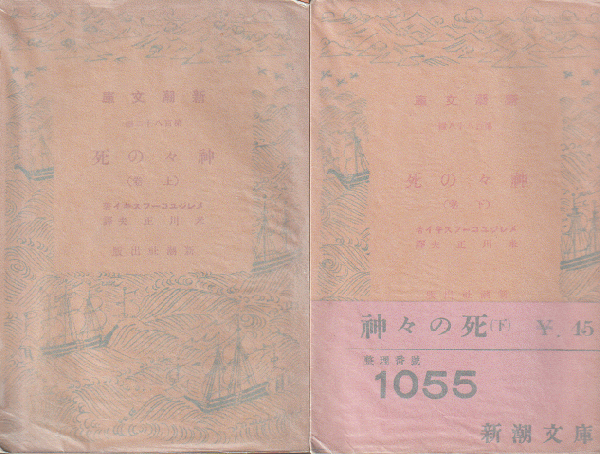 庫文潮新
死の々神
(卷上)
著イキスフーコジレメ
譯夫正川米
版出社潮新
庫文潮新
死の々神
(卷下)
著イキスフーコジレメ
譯夫正川米
神々の死(下) ¥. 45
號番理整
1055
新潮文庫